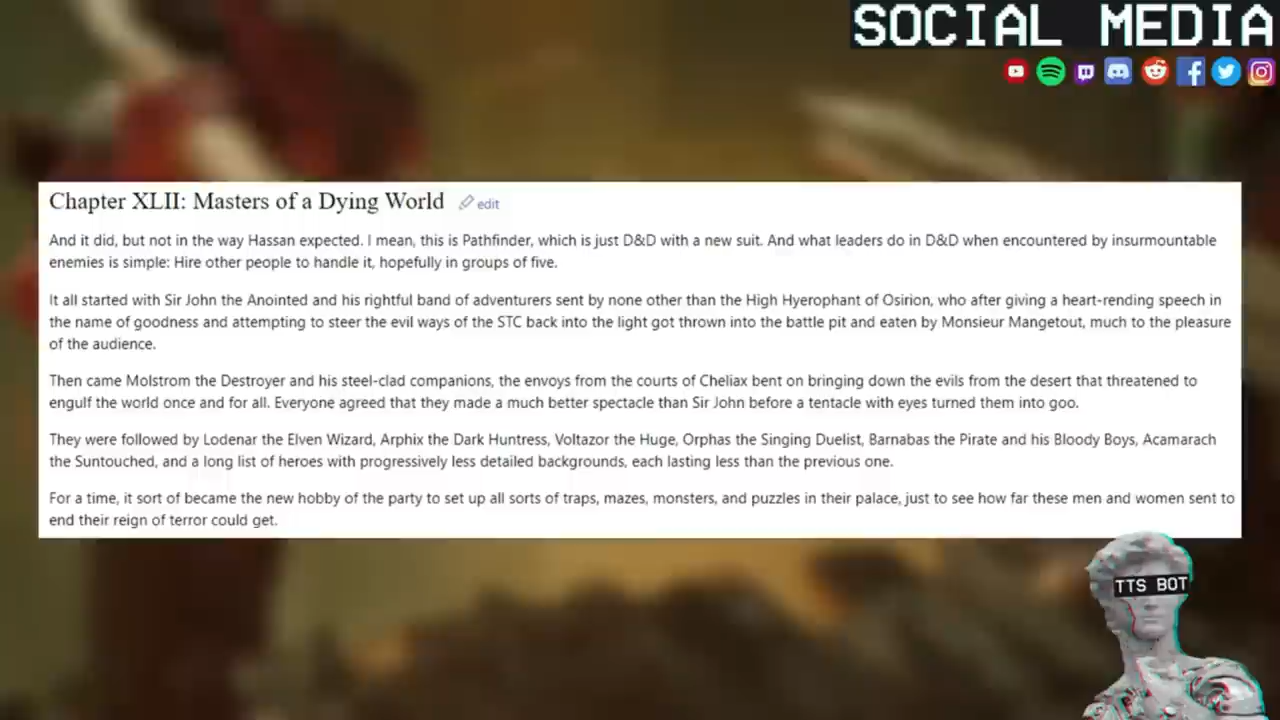 SOCIAL MEDIA
Chapter XLII: Masters of a Dying World edit
And it did, but not in the way Hassan expected. I mean, this is Pathfinder, which is just D&D with a new suit. And what leaders do in D&D when encountered by insurmountable
enemies is simple: Hire other people to handle it, hopefully in groups of five.
It all started with Sir John the Anointed and his rightful band of adventurers sent by none other than the High Hyerophant of Osirion, who after giving a heart-rending speech in
the name of goodness and attempting to steer the evil ways of the STC back into the light got thrown into the battle pit and eaten by Monsieur Mangetout, much to the pleasure
of the audience.
Then came Molstrom the Destroyer and his steel-clad companions, the envoys from the courts of Cheliax bent on bringing down the evils from the desert that threatened to
engulf the world once and for all. Everyone agreed that they made a much better spectacle than Sir John before a tentacle with eyes turned them into goo.
They were followed by Lodenar the Elven Wizard, Arphix the Dark Huntress, Voltazor the Huge, Orphas the Singing Duelist, Barnabas the Pirate and his Bloody Boys, Acamarach
the Suntouched, and a long list of heroes with progressively less detailed backgrounds, each lasting less than the previous one.
For a time, it sort of became the new hobby of the party to set up all sorts of traps, mazes, monsters, and puzzles in their palace, just to see how far these men and women sent to
end their reign of terror could get.
TTS BOT